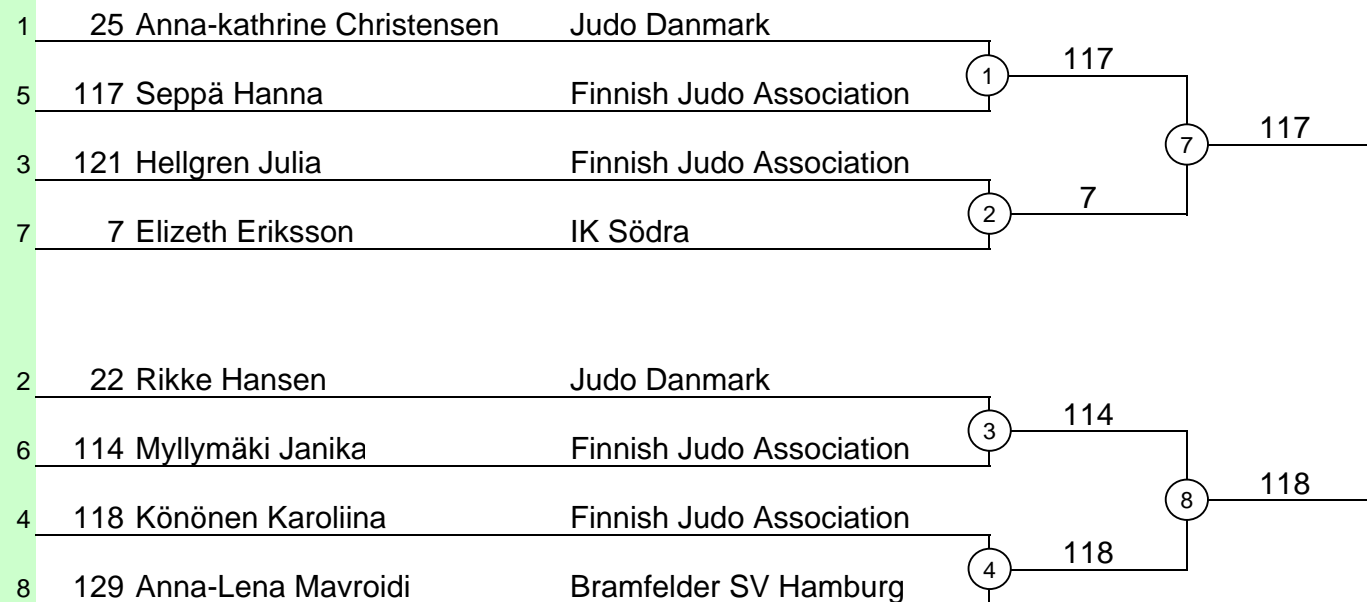 1 25 Anna-kathrine Christensen Judo Danmark
1 117
5 117 Seppä Hanna Finnish Judo Association
7 117
3 121 Hellgren Julia Finnish Judo Association
2 7
7 7 Elizeth Eriksson IK Södra
2 22 Rikke Hansen Judo Danmark
3 114
6 114 Myllymäki Janika Finnish Judo Association
8 118
4 118 Könönen Karoliina Finnish Judo Association
4 118
8 129 Anna-Lena Mavroidi Bramfelder SV Hamburg